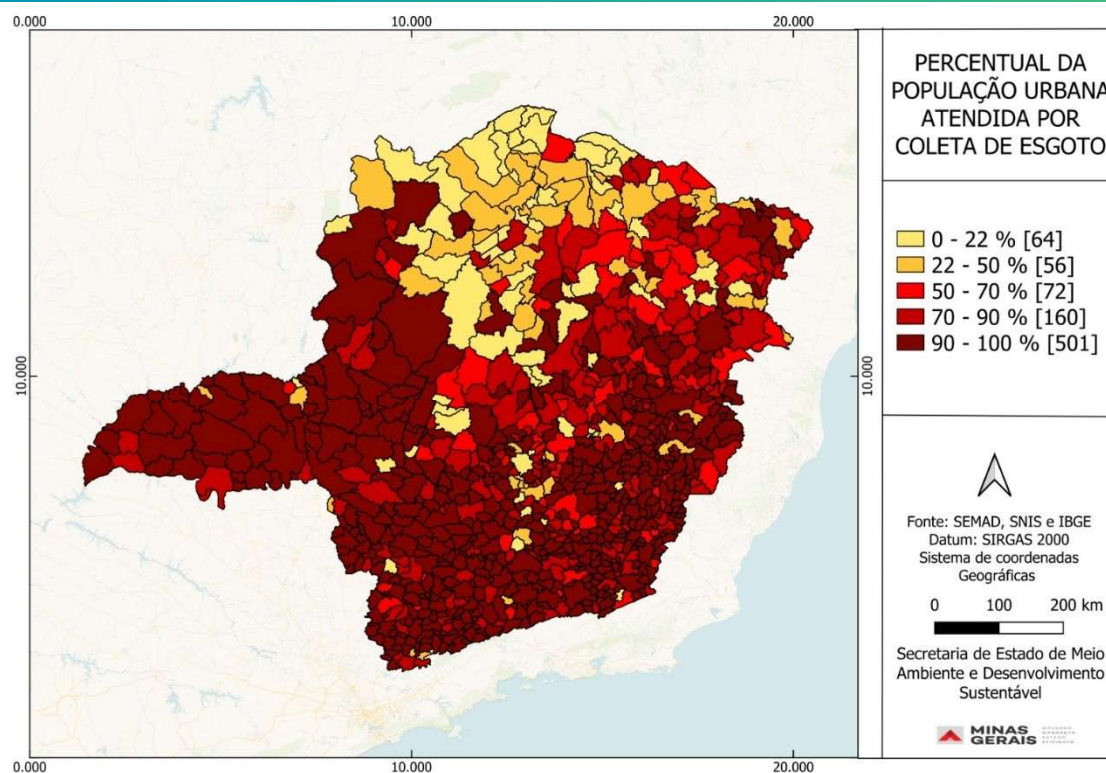 0.000
10.000
20.000
PERCENTUAL DA
POPULAÇÃO URBANA
ATENDIDA POR
COLETA DE ESGOTO
0 - 22 % [64]
22 - 50 % [56]
50 - 70 % [72]
70 - 90 % [160]
90 - 100 % [501]
10.000
10.000
Fonte: SEMAD, SNIS e IBGE
Datum: SIRGAS 2000
Sistema de coordenadas
Geográficas
0 100 200 km
Secretaria de Estado de Meio
Ambiente e Desenvolvimento
Sustentável
MINAS
GERAIS
0.000
10.000
20.000